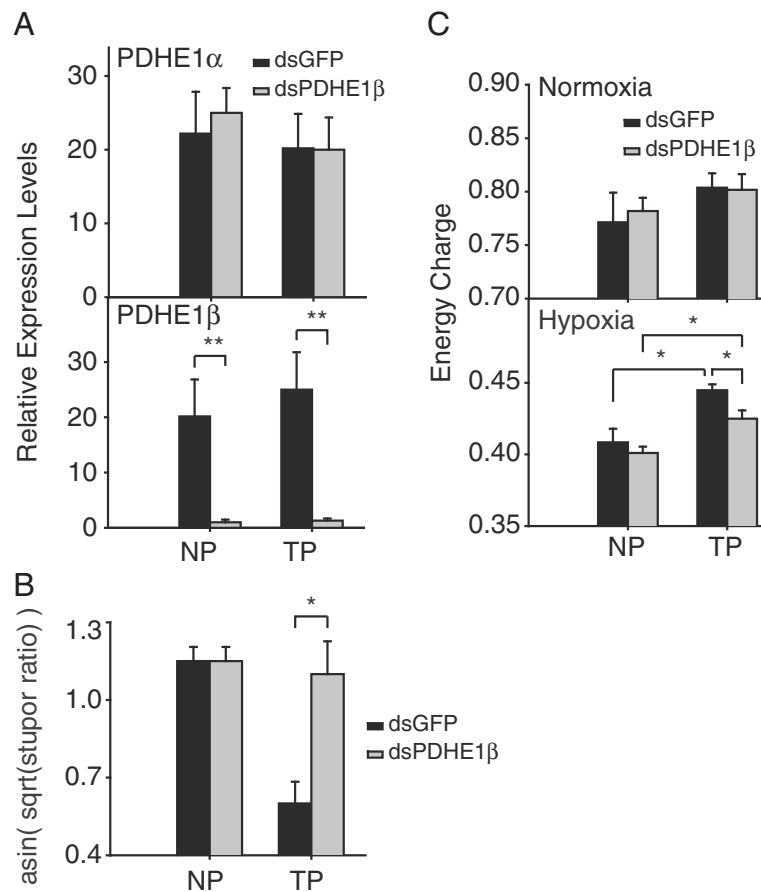 A
PDHE1α
dsGFP
dsPDHE1β
30
20
10
0
PDHE1β
**
**
30
20
10
0
Relative Expression Levels
NP
TP
B
asin( sqrt(stupor ratio) )
1.3
1.0
0.7
0.4
*
dsGFP
dsPDHE1β
NP
TP
C
0.90
0.85
0.80
0.75
0.70
Normoxia
dsGFP
dsPDHE1β
Energy Charge
Hypoxia
*
*
*
0.45
0.40
0.35
NP
TP